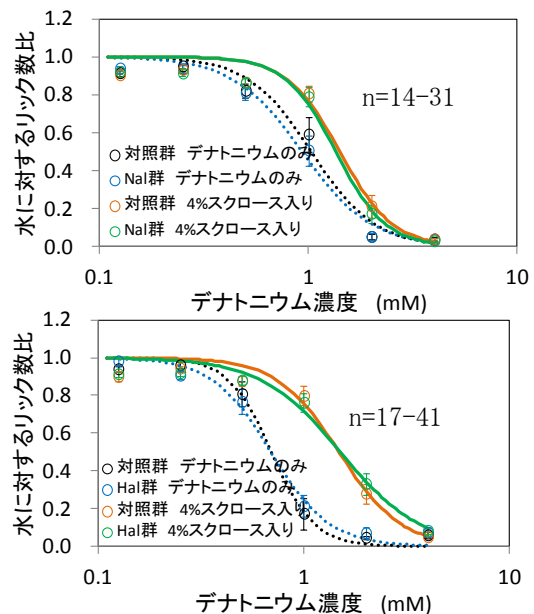 水に対するリック数比
1.2
1.0
0.8
0.6
0.4
0.2
0.0
n=14-31
対照群 デナトニウムのみ
Nal群 デナトニウムのみ
対照群 4%スクロース入り
Nal群 4%スクロース入り
0.1 1 10
デナトニウム濃度 (mM)
水に対するリック数比
1.2
1.0
0.8
0.6
0.4
0.2
0.0
n=17-41
対照群 デナトニウムのみ
Hal群 デナトニウムのみ
対照群 4%スクロース入り
Hal群 4%スクロース入り
0.1 1 10
デナトニウム濃度 (mM)